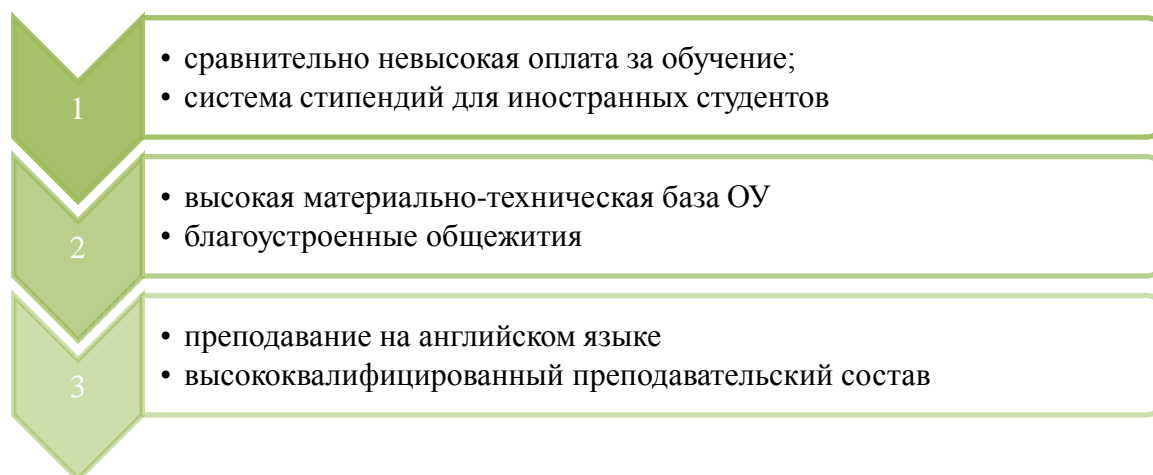 1
• сравнительно невысокая оплата за обучение;
• система стипендий для иностранных студентов
2
• высокая материально-техническая база ОУ
• благоустроенные общежития
3
• преподавание на английском языке
• высококвалифицированный преподавательский состав